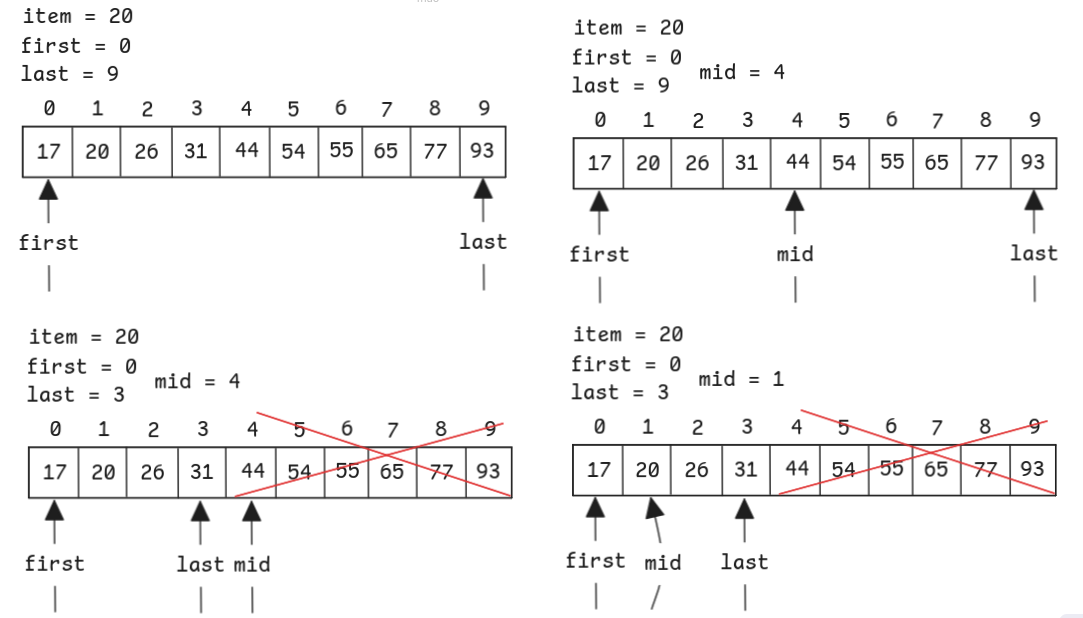 item = 20
first = 0
last = 9
0 1 2 3 4 5 6 7 8 9
17 20 26 31 44 54 55 65 77 93
first last
item = 20
first = 0
last = 9
mid = 4
0 1 2 3 4 5 6 7 8 9
17 20 26 31 44 54 55 65 77 93
first mid last
item = 20
first = 0
last = 3
mid = 4
0 1 2 3 4 5 6 7 8 9
17 20 26 31 44 54 55 65 77 93
first last mid
item = 20
first = 0
last = 3
mid = 1
0 1 2 3 4 5 6 7 8 9
17 20 26 31 44 54 55 65 77 93
first mid last